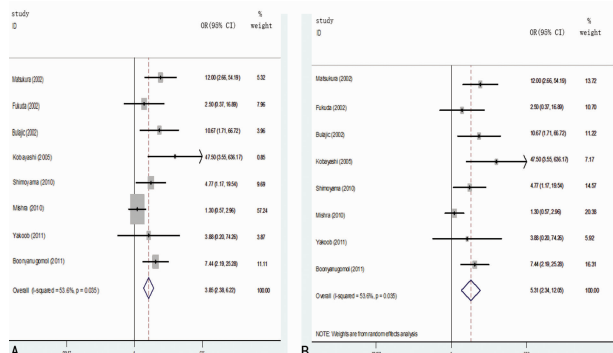 study
ID
OR(95% CI)
%
weight
Matsukura (2002)
12.00 (2.66, 54.19)
5.32
Fukuda (2002)
2.50 (0.37, 16.89)
7.96
Bulajic (2002)
10.67 (1.71, 66.72)
3.96
Kobayashi (2005)
47.50 (3.55, 636.17)
0.85
Shimoyama (2010)
4.77 (1.17, 19.54)
9.69
Mishra (2010)
1.30 (0.57, 2.96)
57.24
Yakoob (2011)
3.88 (0.20, 74.26)
3.87
Boonyanugomol (2011)
7.44 (2.19, 25.28)
11.11
Overall (I-squared = 53.6%, p = 0.035)
3.85 (2.38, 6.22)
100.00
A
study
ID
OR(95% CI)
%
weight
Matsukura (2002)
12.00 (2.66, 54.19)
13.72
Fukuda (2002)
2.50 (0.37, 16.89)
10.70
Bulajic (2002)
10.67 (1.71, 66.72)
11.22
Kobayashi (2005)
47.50 (3.55, 636.17)
7.17
Shimoyama (2010)
4.77 (1.17, 19.54)
14.57
Mishra (2010)
1.30 (0.57, 2.96)
20.38
Yakoob (2011)
3.88 (0.20, 74.26)
5.92
Boonyanugomol (2011)
7.44 (2.19, 25.28)
16.31
Overall (I-squared = 53.6%, p = 0.035)
5.31 (2.34, 12.05)
100.00
NOTE: Weights are from random effects analysis
B